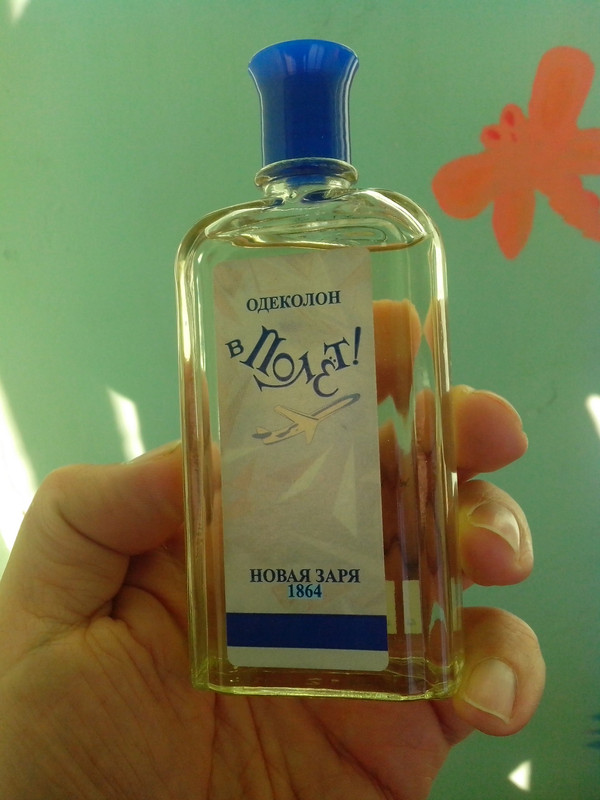 ОДЕКОЛОН
в Полёт!
НОВАЯ ЗАРЯ
1864